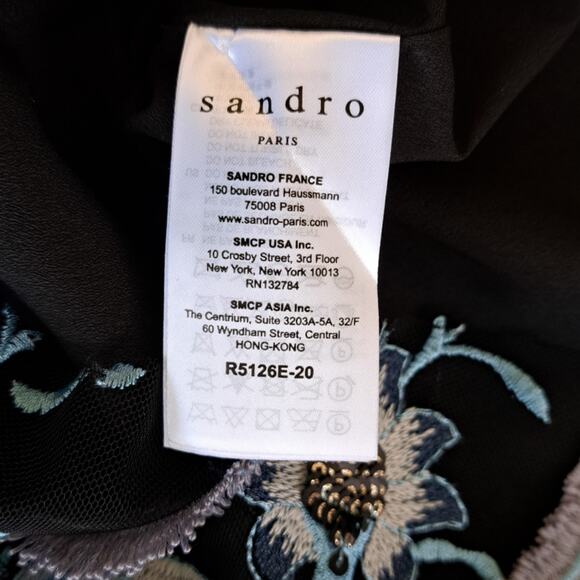 sandro
PARIS
SANDRO FRANCE
150 boulevard Haussmann
75008 Paris
www.sandro-paris.com
SMCP USA Inc.
10 Crosby Street, 3rd Floor
New York, New York 10013
RN132784
SMCP ASIA Inc.
The Centrium, Suite 3203A-5A, 32/F
60 Wyndham Street, Central
HONG-KONG
R5126E-20